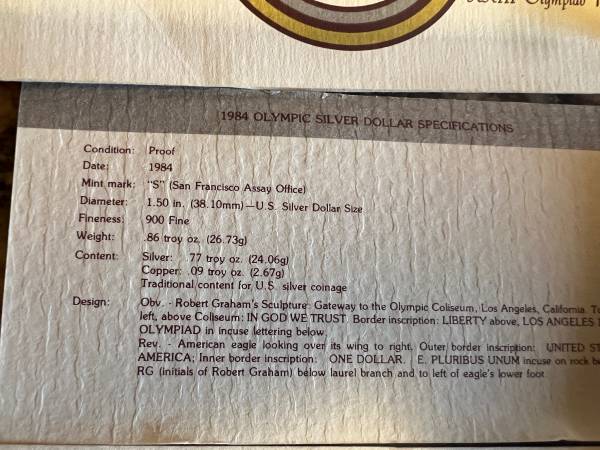 Olympiad
1984 OLYMPIC SILVER DOLLAR SPECIFICATIONS
Condition: Proof
Date: 1984
Mint mark: "S" (San Francisco Assay Office)
Diameter: 1.50 in. (38.10mm)—U.S. Silver Dollar Size
Fineness: 900 Fine
Weight: .86 troy oz. (26.73g)
Content: Silver: .77 troy oz. (24.06g)
Copper: .09 troy oz. (2.67g)
Traditional content for U.S. silver coinage
Design: Obv. - Robert Graham's Sculpture: Gateway to the Olympic Coliseum, Los Angeles, California. To
left, above Coliseum: IN GOD WE TRUST. Border inscription: LIBERTY above, LOS ANGELES
OLYMPIAD in incuse lettering below.
Rev. - American eagle looking over its wing to right. Outer border inscription: UNITED ST
AMERICA; Inner border inscription: ONE DOLLAR. E. PLURIBUS UNUM incuse on rock be
RG (initials of Robert Graham) below laurel branch and to left of eagle's lower foot